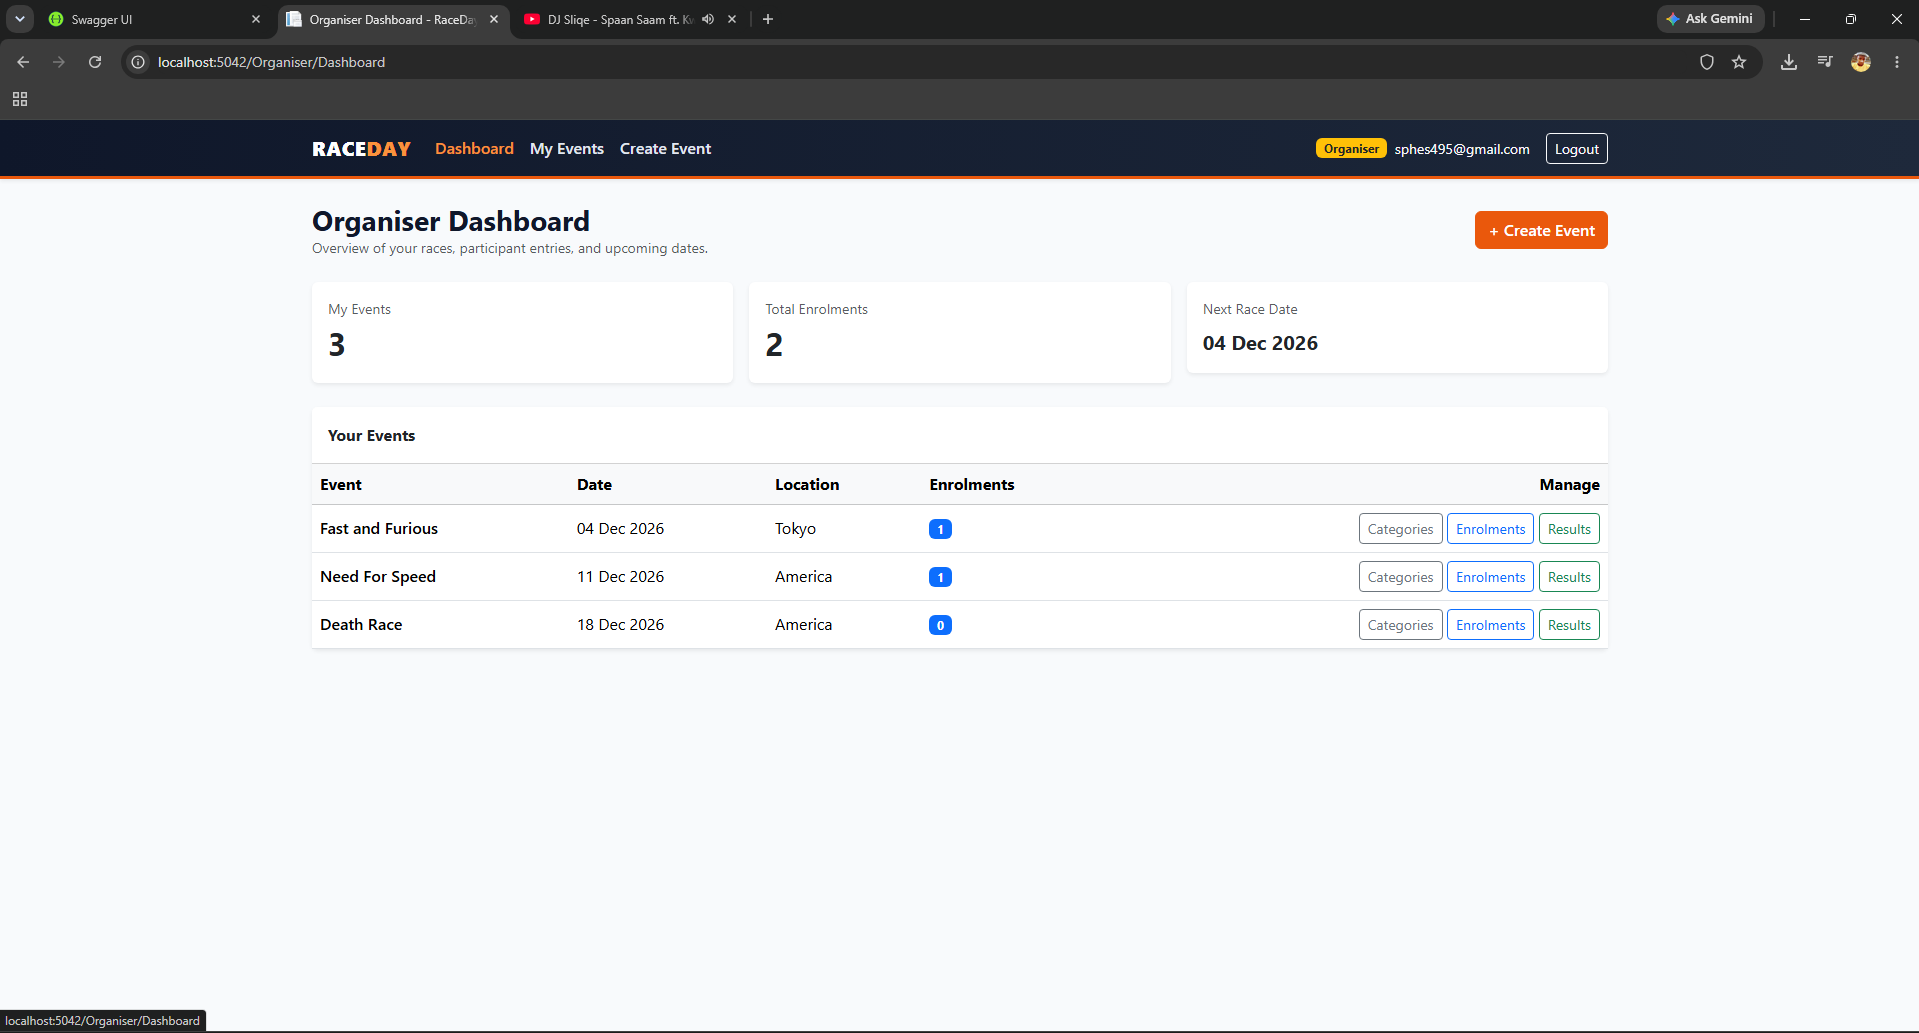 Swagger UI
Organiser Dashboard - RaceDay
DJ Sliqe - Spaan Saam ft. Kw
Ask Gemini
localhost:5042/Organiser/Dashboard
RACEDAY Dashboard My Events Create Event Organiser sphes495@gmail.com Logout
Organiser Dashboard
Overview of your races, participant entries, and upcoming dates.
+ Create Event
My Events
3
Total Enrolments
2
Next Race Date
04 Dec 2026
Your Events
Event Date Location Enrolments Manage
Fast and Furious 04 Dec 2026 Tokyo 1 Categories Enrolments Results
Need For Speed 11 Dec 2026 America 1 Categories Enrolments Results
Death Race 18 Dec 2026 America 0 Categories Enrolments Results
localhost:5042/Organiser/Dashboard